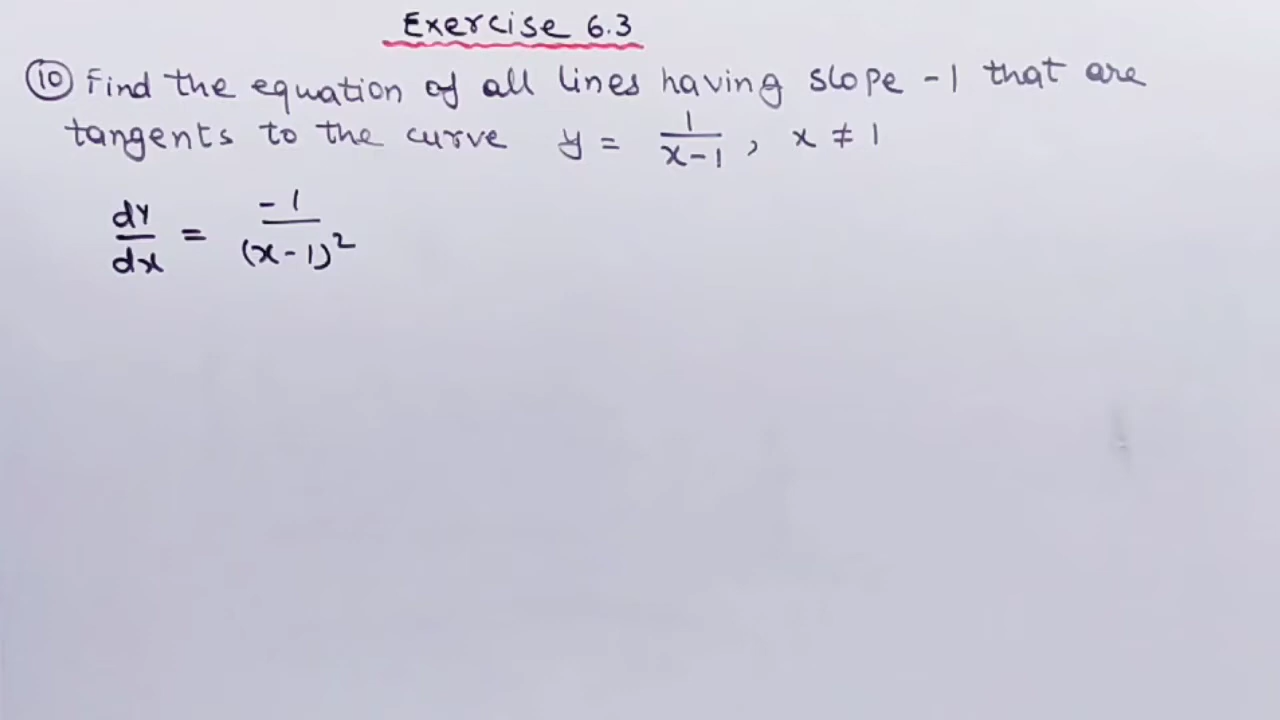 Exercise 6.3
⑩ Find the equation of all lines having slope -1 that are
tangents to the curve y = 1/(x-1), x ≠ 1
dy/dx = -1/(x-1)²